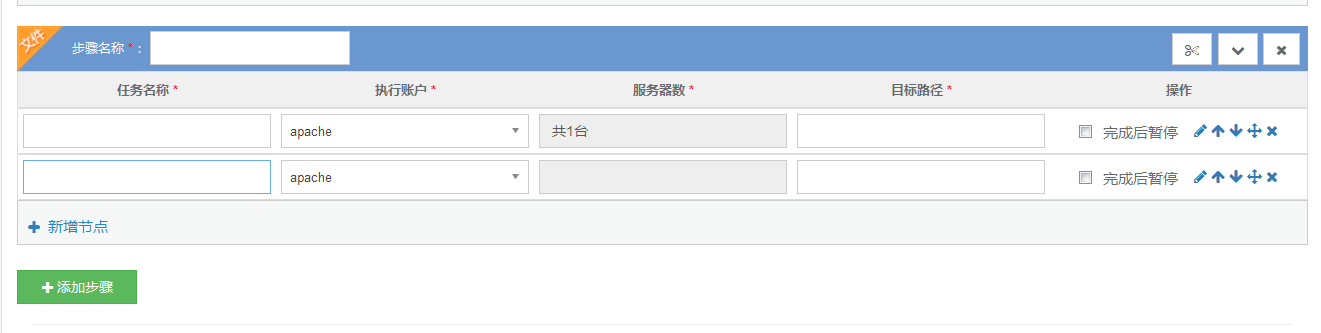 文件
步骤名称 * :
任务名称 * 执行账户 * 服务器数 * 目标路径 * 操作
apache 共1台 完成后暂停
apache 完成后暂停
新增节点
添加步骤